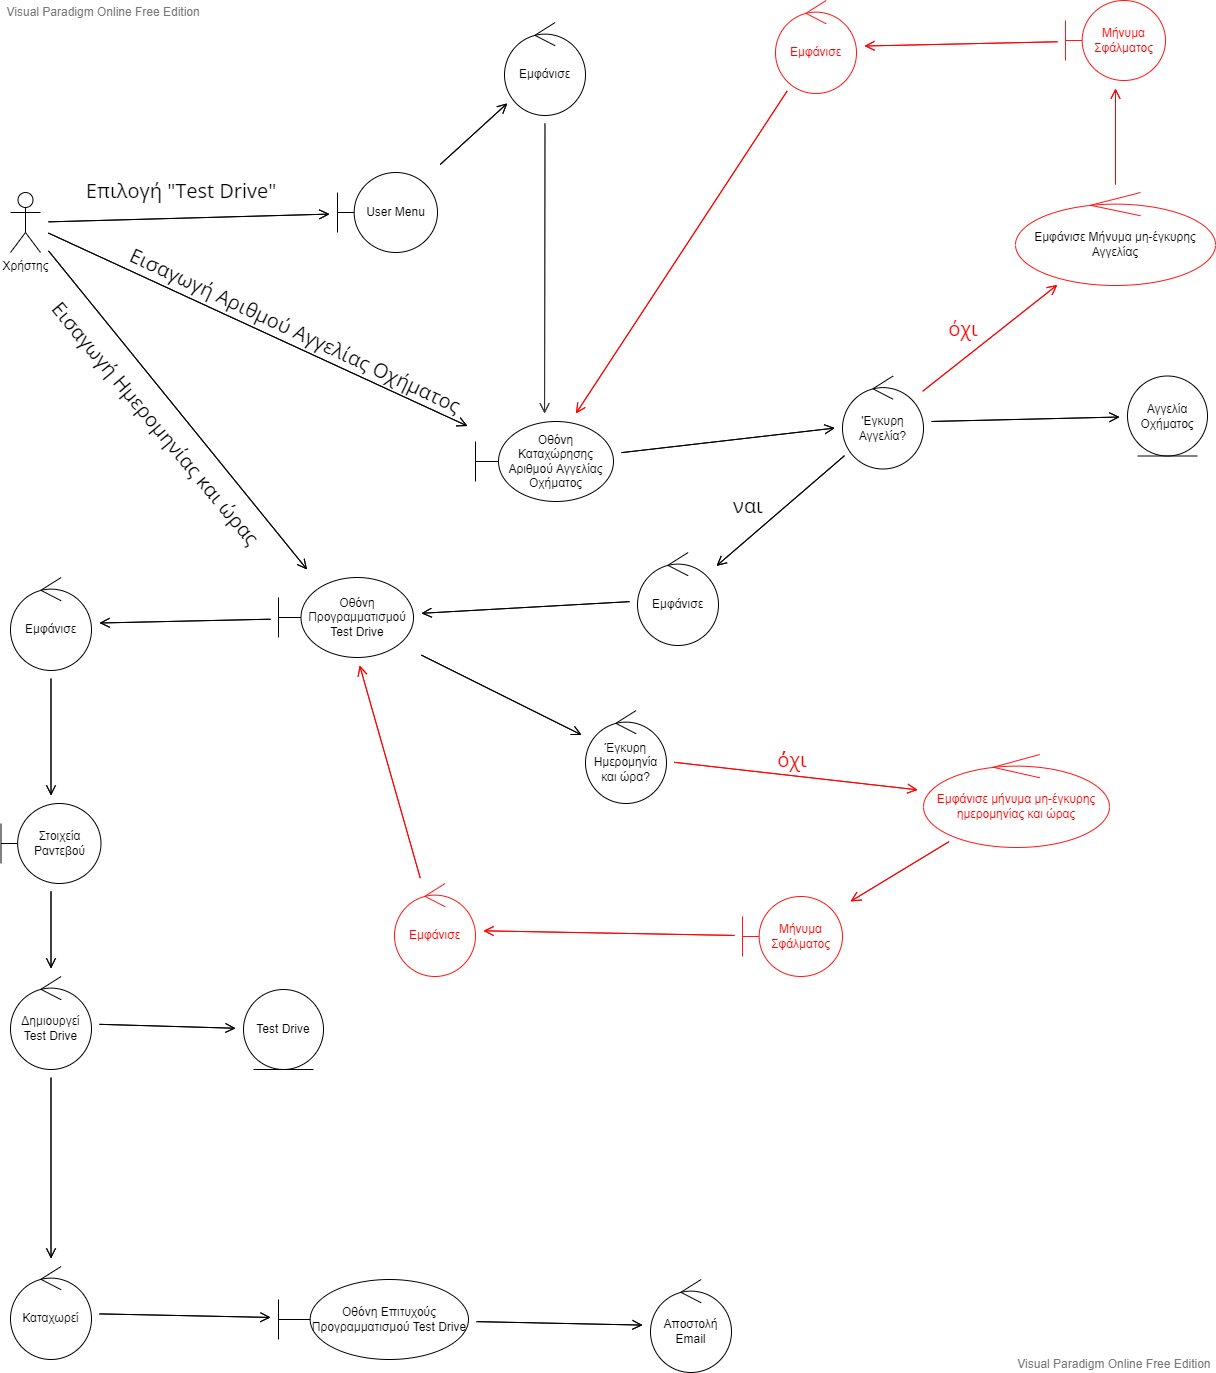 Visual Paradigm Online Free Edition
Εμφάνισε
Εμφάνισε
Μήνυμα
Σφάλματος
Επιλογή "Test Drive"
User Menu
Χρήστης
Εμφάνισε Μήνυμα μη-έγκυρης
Αγγελίας
Εισαγωγή Αριθμού Αγγελίας Οχήματος
Εισαγωγή Ημερομηνίας και ώρας
όχι
Οθόνη
Καταχώρησης
Αριθμού Αγγελίας
Οχήματος
'Εγκυρη
Αγγελία?
Αγγελία
Οχήματος
ναι
Εμφάνισε
Οθόνη
Προγραμματισμού
Test Drive
Εμφάνισε
Έγκυρη
Ημερομηνία
και ώρα?
όχι
Εμφάνισε μήνυμα μη-έγκυρης
ημερομηνίας και ώρας
Στοιχεία
Ραντεβού
Εμφάνισε
Μήνυμα
Σφάλματος
Δημιουργεί
Test Drive
Test Drive
Καταχωρεί
Οθόνη Επιτυχούς
Προγραμματισμού Test Drive
Αποστολή
Email
Visual Paradigm Online Free Edition